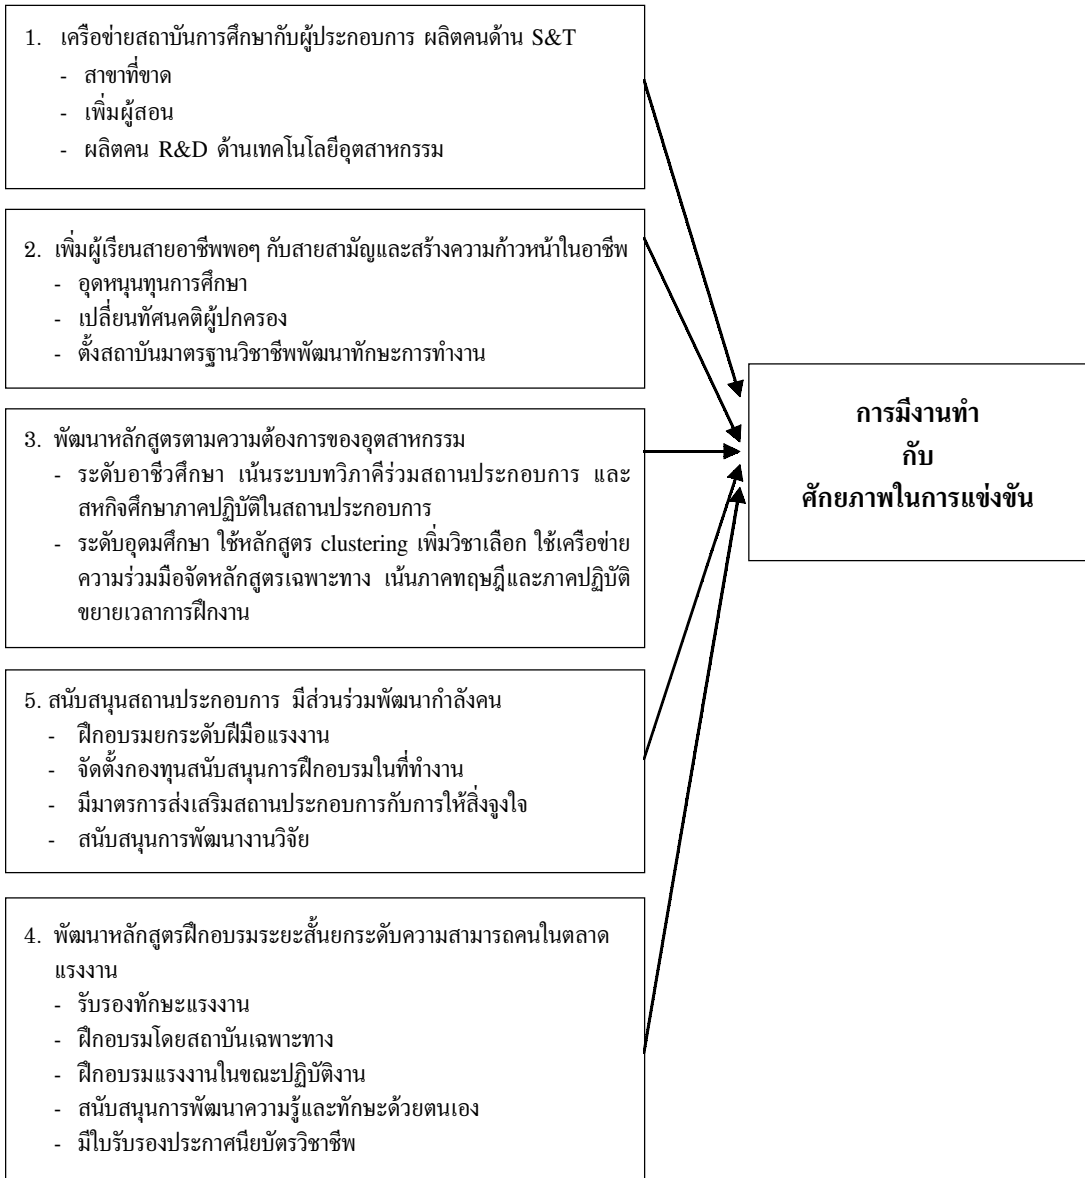 1. เครือข่ายสถาบันการศึกษากับผู้ประกอบการ ผลิตคนด้าน S&T
- สาขาที่ขาด
- เพิ่มผู้สอน
- ผลิตคน R&D ด้านเทคโนโลยีอุตสาหกรรม
2. เพิ่มผู้เรียนสายอาชีพพอๆ กับสายสามัญและสร้างความก้าวหน้าในอาชีพ
- อุดหนุนทุนการศึกษา
- เปลี่ยนทัศนคติผู้ปกครอง
- ตั้งสถาบันมาตรฐานวิชาชีพพัฒนาทักษะการทำงาน
3. พัฒนาหลักสูตรตามความต้องการของอุตสาหกรรม
- ระดับอาชีวศึกษา เน้นระบบทวิภาคีร่วมสถานประกอบการ และ
สหกิจศึกษาภาคปฏิบัติในสถานประกอบการ
- ระดับอุดมศึกษา ใช้หลักสูตร clustering เพิ่มวิชาเลือก ใช้เครือข่าย
ความร่วมมือจัดหลักสูตรเฉพาะทาง เน้นภาคทฤษฎีและภาคปฏิบัติ
ขยายเวลาการฝึกงาน
5. สนับสนุนสถานประกอบการ มีส่วนร่วมพัฒนากำลังคน
- ฝึกอบรมยกระดับฝีมือแรงงาน
- จัดตั้งกองทุนสนับสนุนการฝึกอบรมในที่ทำงาน
- มีมาตรการส่งเสริมสถานประกอบการกับการให้สิ่งจูงใจ
- สนับสนุนการพัฒนางานวิจัย
4. พัฒนาหลักสูตรฝึกอบรมระยะสั้นยกระดับความสามารถคนในตลาด
แรงงาน
- รับรองทักษะแรงงาน
- ฝึกอบรมโดยสถาบันเฉพาะทาง
- ฝึกอบรมแรงงานในขณะปฏิบัติงาน
- สนับสนุนการพัฒนาความรู้และทักษะด้วยตนเอง
- มีใบรับรองประกาศนียบัตรวิชาชีพ
การมีงานทำ
กับ
ศักยภาพในการแข่งขัน